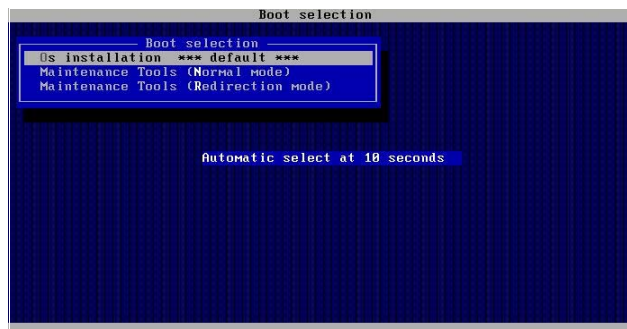 Boot selection
Boot selection
Os installation *** default ***
Maintenance Tools (Normal mode)
Maintenance Tools (Redirection mode)
Automatic select at 10 seconds